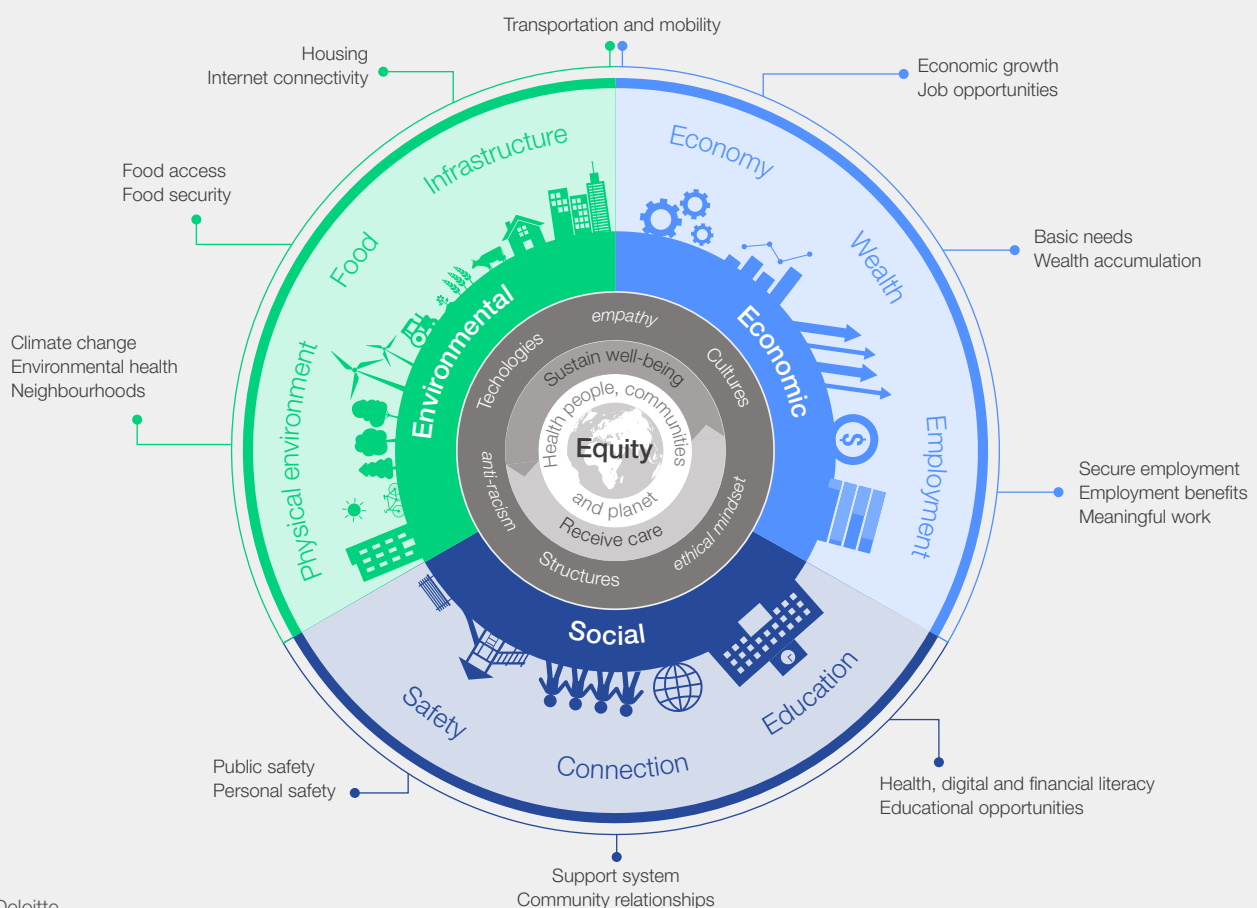 Transportation and mobility
Housing
Internet connectivity
Economic growth
Job opportunities
Food access
Food security
Basic needs
Wealth accumulation
Climate change
Environmental health
Neighbourhoods
Secure employment
Employment benefits
Meaningful work
Public safety
Personal safety
Health, digital and financial literacy
Educational opportunities
Support system
Community relationships
Infrastructure
Food
Physical environment
Economy
Wealth
Employment
Safety
Connection
Education
Environmental
Economic
Social
empathy
Techologies
Cultures
anti-racism
ethical mindset
Structures
Sustain well-being
Receive care
Health people, communities
and planet
Equity
$
Deloitte